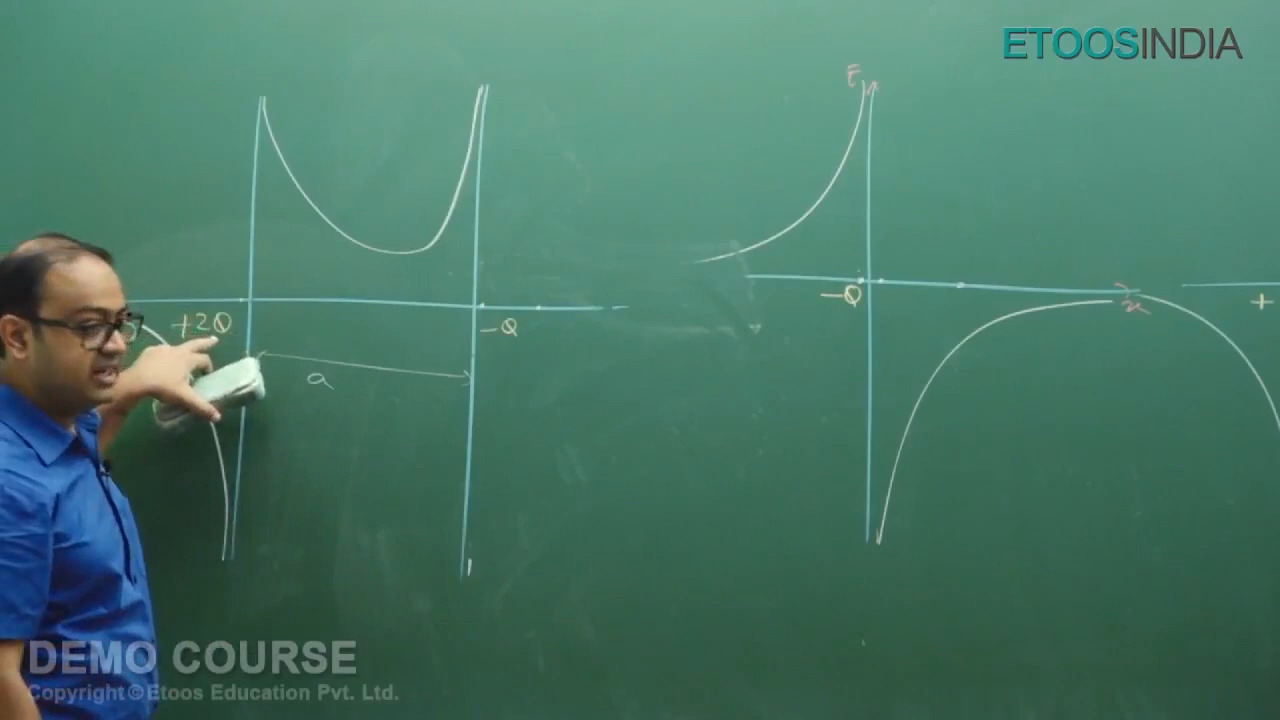 ETOOSINDIA
E
+2Q
-Q
a
-Q
x
+
DEMO COURSE
Copyright©Etoos Education Pvt. Ltd.